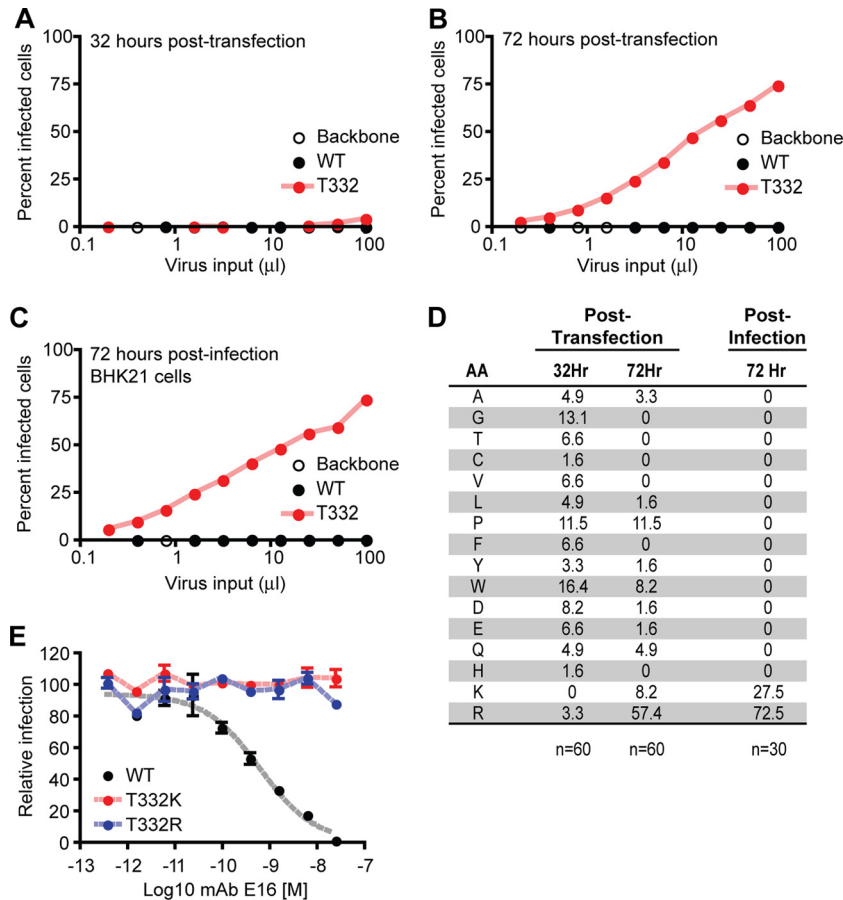 A
32 hours post-transfection
Percent infected cells
100
75
50
25
0
0.1
1
10
100
Virus input (µl)
Backbone
WT
T332
B
72 hours post-transfection
Percent infected cells
100
75
50
25
0
0.1
1
10
100
Virus input (µl)
Backbone
WT
T332
C
72 hours post-infection
BHK21 cells
Percent infected cells
100
75
50
25
0
0.1
1
10
100
Virus input (µl)
Backbone
WT
T332
D
Post- Post-
Transfection Infection
AA 32Hr 72Hr 72 Hr
A 4.9 3.3 0
G 13.1 0 0
T 6.6 0 0
C 1.6 0 0
V 6.6 0 0
L 4.9 1.6 0
P 11.5 11.5 0
F 6.6 0 0
Y 3.3 1.6 0
W 16.4 8.2 0
D 8.2 1.6 0
E 6.6 1.6 0
Q 4.9 4.9 0
H 1.6 0 0
K 0 8.2 27.5
R 3.3 57.4 72.5
n=60 n=60 n=30
E
Relative infection
120
100
80
60
40
20
0
-13 -12 -11 -10 -9 -8 -7
Log10 mAb E16 [M]
WT
T332K
T332R